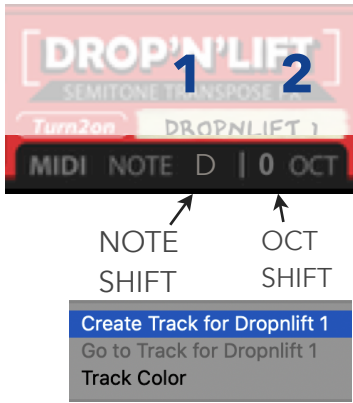 [DROP'N'LIFT]
1 2
SEMITONE TRANSPOSE FX
Turn2on DROPNLIFT 1
MIDI NOTE D | 0 OCT
NOTE SHIFT
OCT SHIFT
Create Track for Dropnlift 1
Go to Track for Dropnlift 1
Track Color